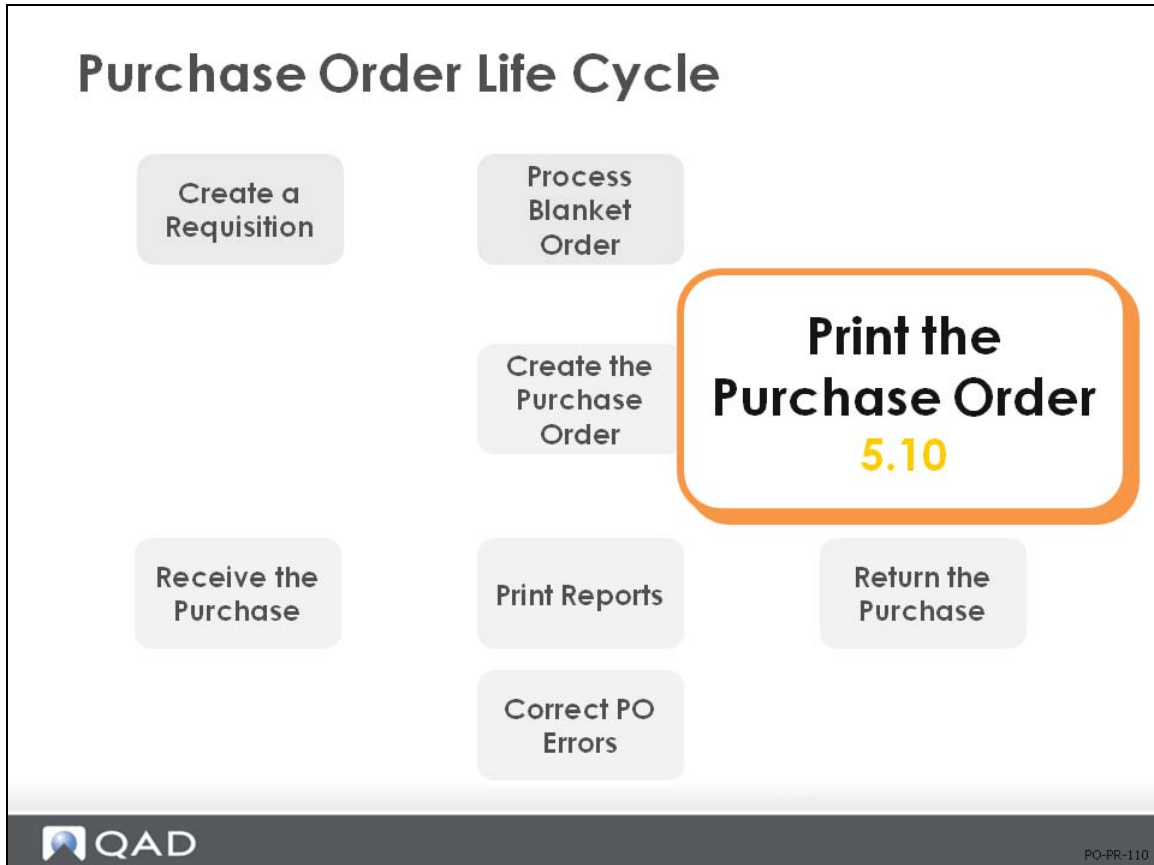 Purchase Order Life Cycle
Create a
Requisition
Process
Blanket
Order
Create the
Purchase
Order
Print the
Purchase Order
5.10
Receive the
Purchase
Print Reports
Return the
Purchase
Correct PO
Errors
QAD
PO-PR-110